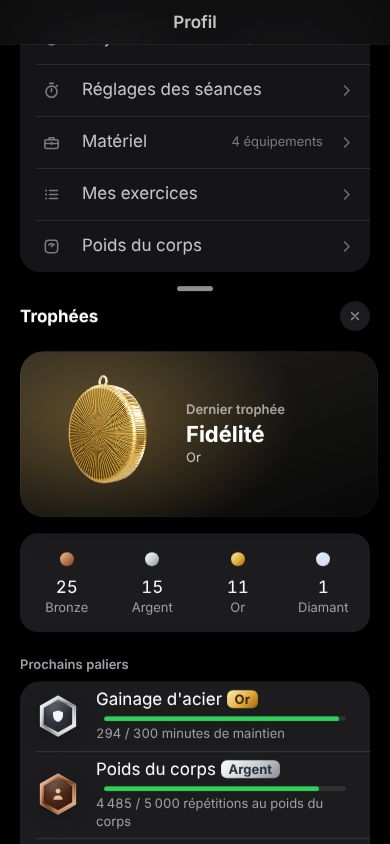 Profil
Réglages des séances
Matériel 4 équipements
Mes exercices
Poids du corps
Trophées
Dernier trophée
Fidélité
Or
25 15 11 1
Bronze Argent Or Diamant
Prochains paliers
Gainage d'acier Or
294 / 300 minutes de maintien
Poids du corps Argent
4 485 / 5 000 répétitions au poids du
corps